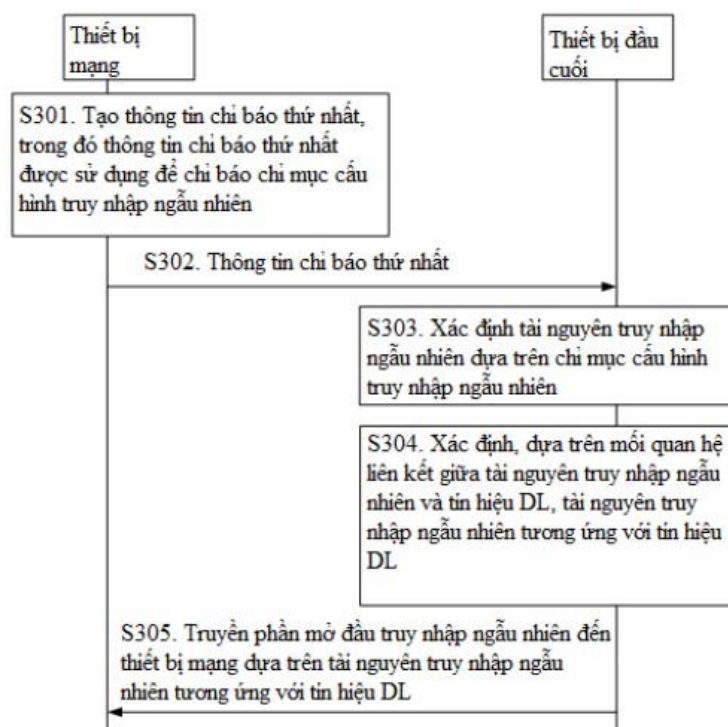 Thiết bị
mạng
Thiết bị đầu
cuối
S301. Tạo thông tin chỉ báo thứ nhất,
trong đó thông tin chỉ báo thứ nhất
được sử dụng để chỉ báo chỉ mục cấu
hình truy nhập ngẫu nhiên
S302. Thông tin chỉ báo thứ nhất
S303. Xác định tài nguyên truy nhập
ngẫu nhiên dựa trên chỉ mục cấu hình
truy nhập ngẫu nhiên
S304. Xác định, dựa trên mối quan hệ
liên kết giữa tài nguyên truy nhập ngẫu
nhiên và tín hiệu DL, tài nguyên truy
nhập ngẫu nhiên tương ứng với tín hiệu
DL
S305. Truyền phần mở đầu truy nhập ngẫu nhiên đến
thiết bị mạng dựa trên tài nguyên truy nhập ngẫu
nhiên tương ứng với tín hiệu DL